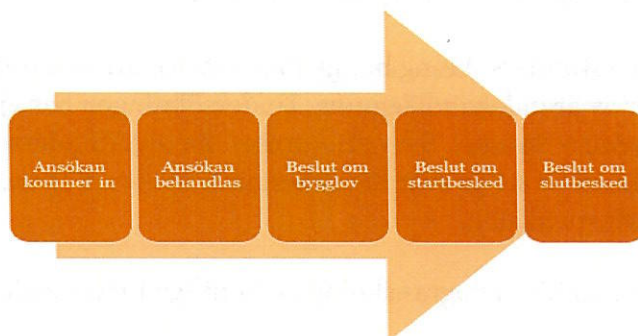 Ansökan
kommer in
Ansökan
behandlas
Beslut om
bygglov
Beslut om
startbesked
Beslut om
slutbesked